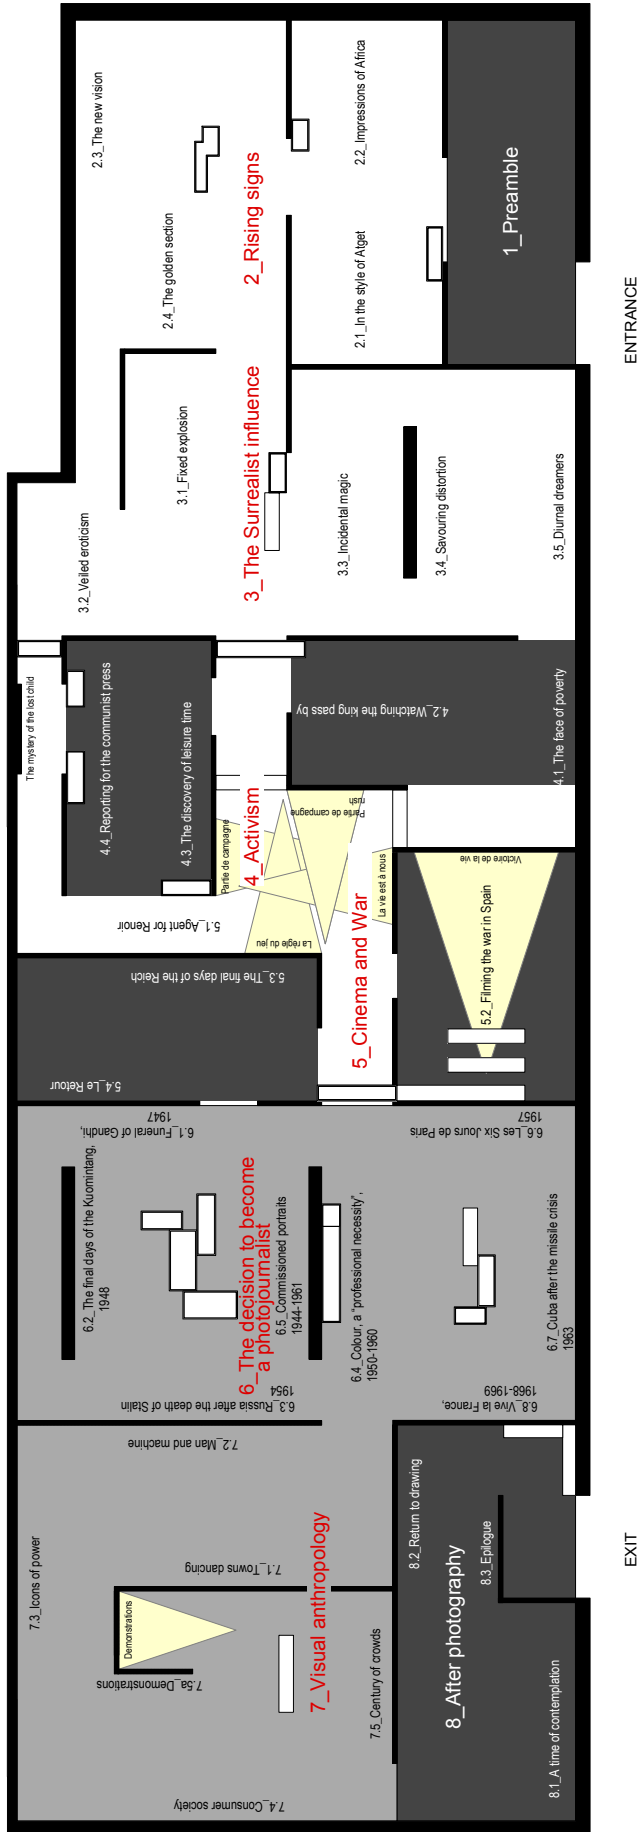 1_Preamble
ENTRANCE
2_Rising signs
2.1_In the style of Atget
2.2_Impressions of Africa
2.3_The new vision
2.4_The golden section
3_The Surrealist influence
3.1_Fixed explosion
3.2_Veiled eroticism
3.3_Incidental magic
3.4_Savouring distortion
3.5_Diurnal dreamers
4_Activism
4.1_The face of poverty
4.2_Watching the king pass by
4.3_The discovery of leisure time
4.4_Reporting for the communist press
The mystery of the lost child
Partie de campagne
Partie de campagne
rush
La vie est à nous
La règle du jeu
Victoire de la vie
5_Cinema and War
5.1_Agent for Renoir
5.2_Filming the war in Spain
5.3_The final days of the Reich
5.4_Le Retour
6_The decision to become
a photojournalist
6.1_Funeral of Gandhi,
1947
6.2_The final days of the Kuomintang,
1948
6.3_Russia after the death of Stalin
1954
6.4_Colour, a “professional necessity”,
1950-1960
6.5_Commissioned portraits
1944-1961
6.6_Les Six Jours de Paris
1957
6.7_Cuba after the missile crisis
1963
6.8_Vive la France,
1968-1969
7_Visual anthropology
7.1_Towns dancing
7.2_Man and machine
7.3_Icons of power
7.4_Consumer society
7.5_Century of crowds
7.5a_Demonstrations
Demonstrations
8_After photography
8.1_A time of contemplation
8.2_Return to drawing
8.3_Epilogue
EXIT